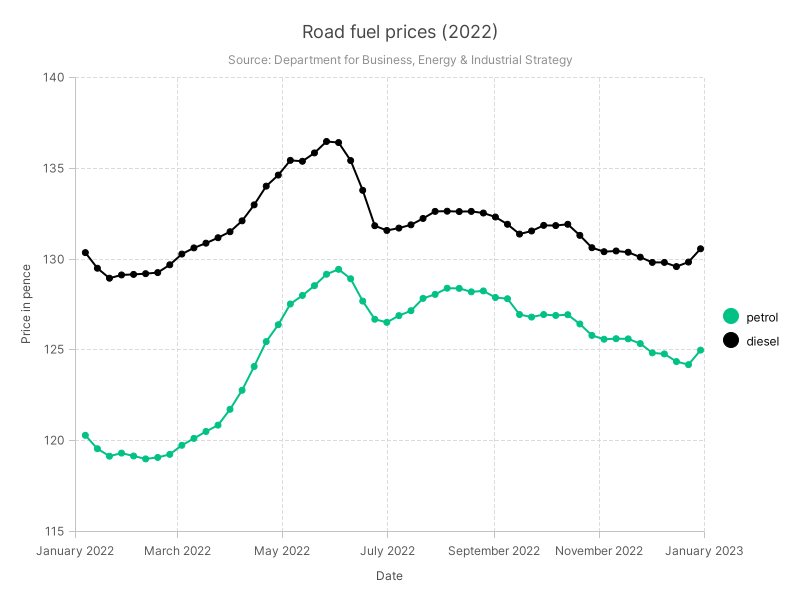 Road fuel prices (2022)
Source: Department for Business, Energy & Industrial Strategy
140
135
130
125
120
115
Price in pence
January 2022
March 2022
May 2022
July 2022
September 2022
November 2022
January 2023
Date
petrol
diesel